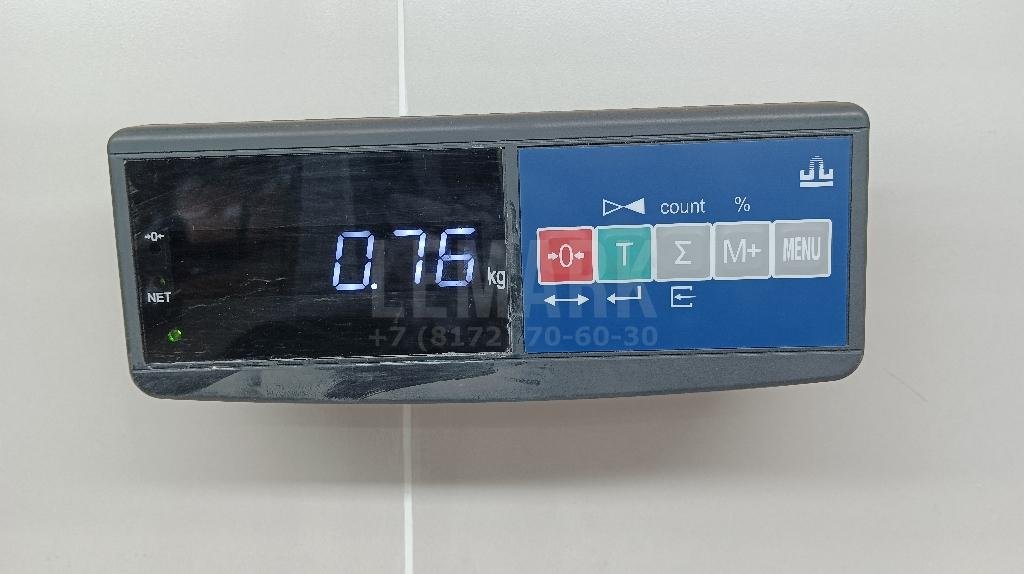 count %
→0← T Σ M+ MENU
→0←
0.76 kg
NET
LEMARK
+7 (8172) 70-60-30